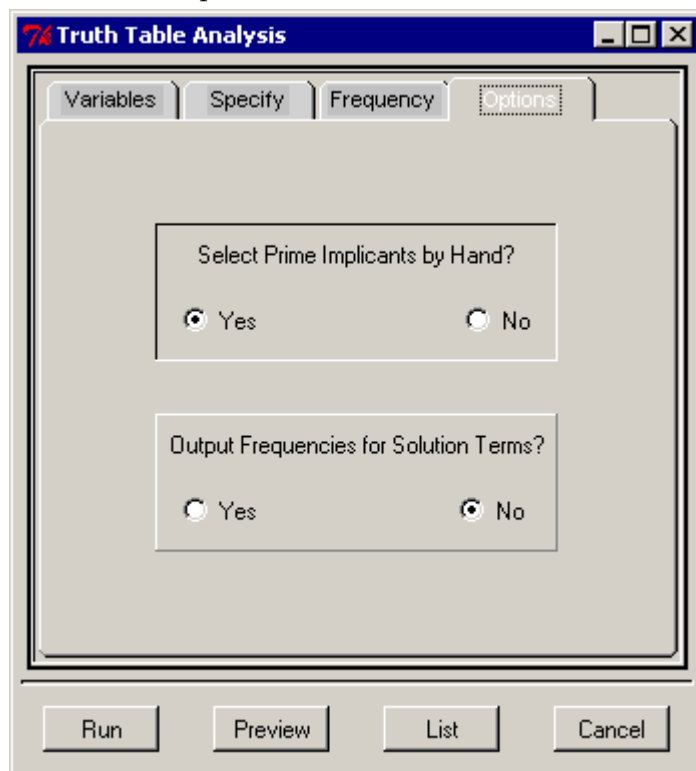 Truth Table Analysis
Variables Specify Frequency Options
Select Prime Implicants by Hand?
Yes No
Output Frequencies for Solution Terms?
Yes No
Run Preview List Cancel